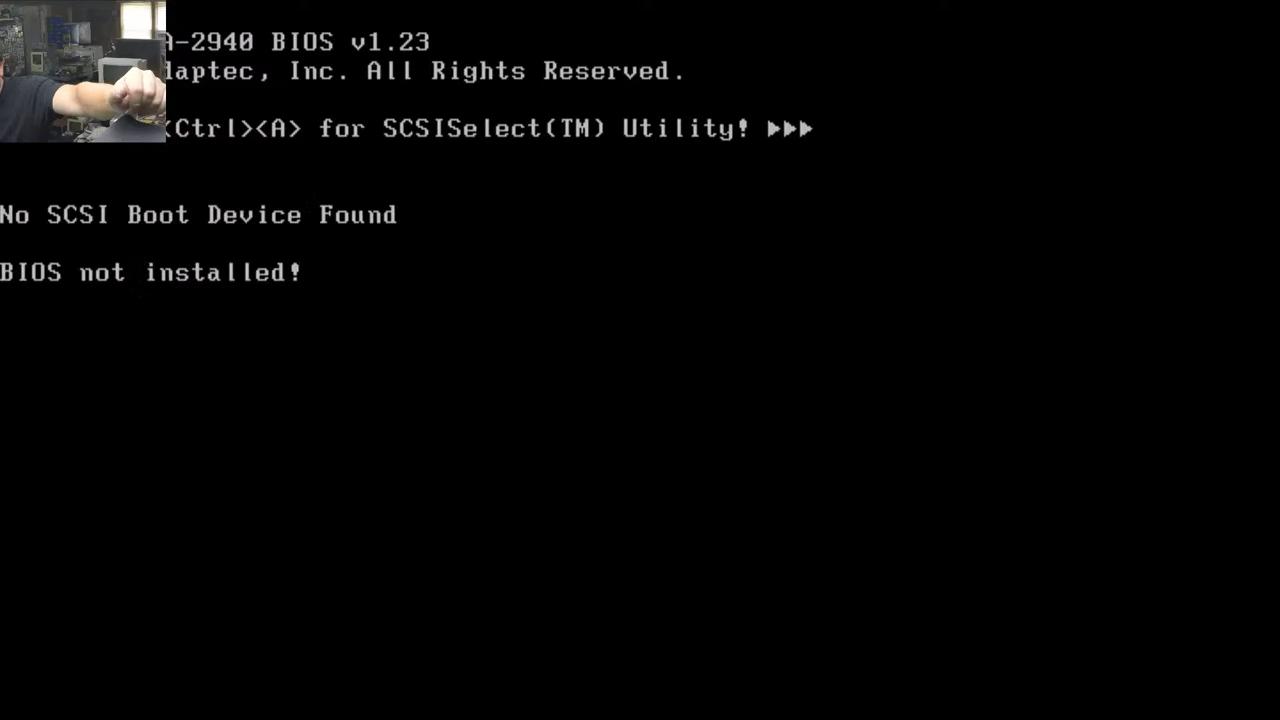 A-2940 BIOS v1.23
daptec, Inc. All Rights Reserved.
<Ctrl><A> for SCSISelect(TM) Utility! ►►►
No SCSI Boot Device Found
BIOS not installed!